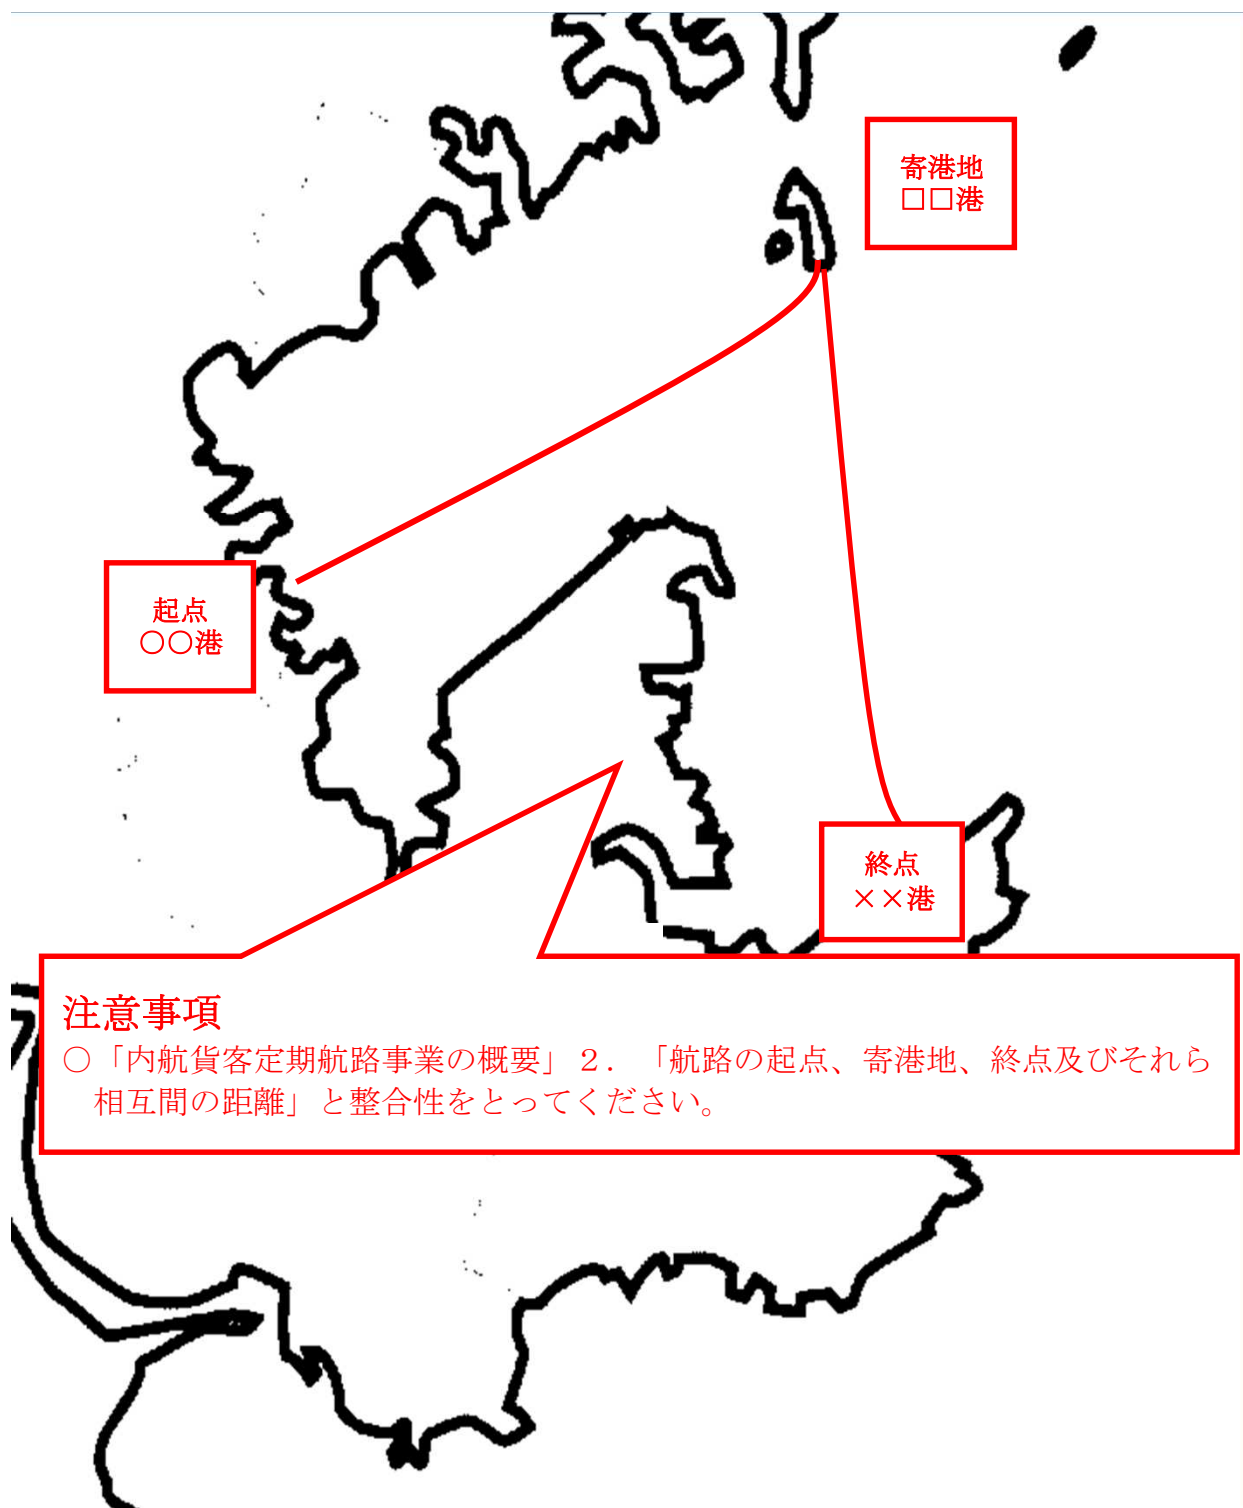 寄港地
□□港
起点
○○港
終点
××港
注意事項
○「内航貨客定期航路事業の概要」２．「航路の起点、寄港地、終点及びそれら
相互間の距離」と整合性をとってください。